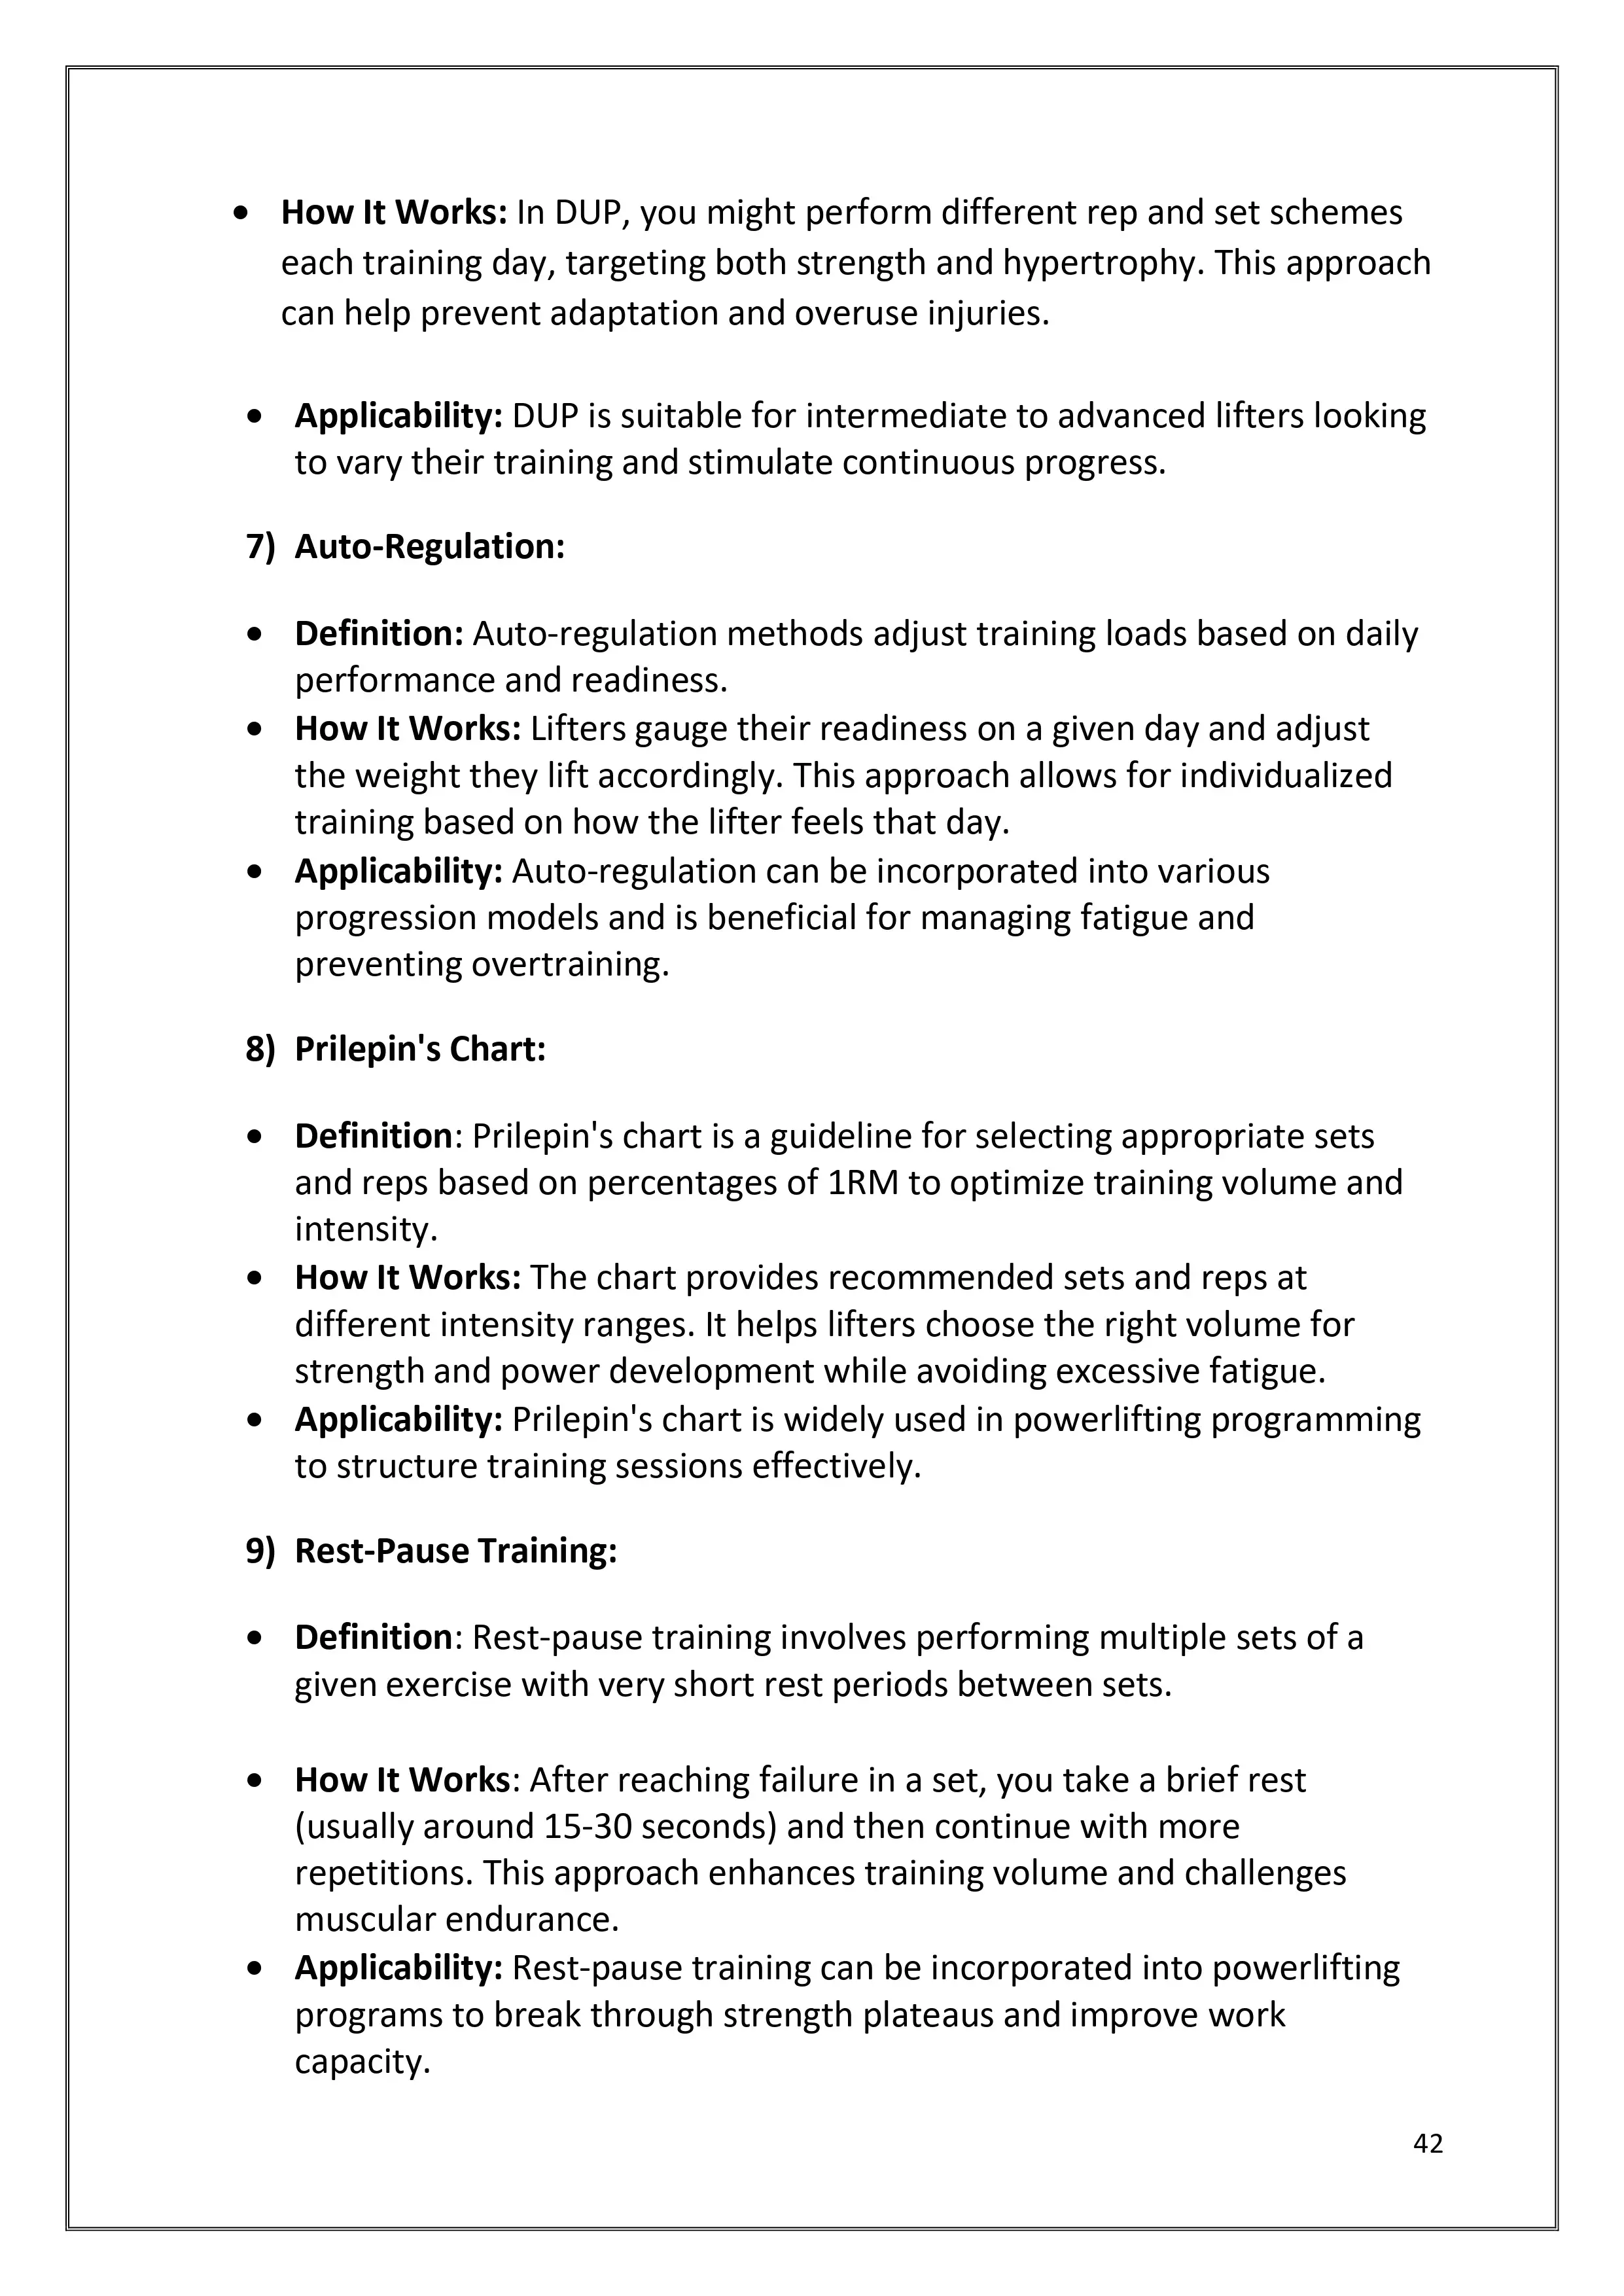 • How It Works: In DUP, you might perform different rep and set schemes
each training day, targeting both strength and hypertrophy. This approach
can help prevent adaptation and overuse injuries.
• Applicability: DUP is suitable for intermediate to advanced lifters looking
to vary their training and stimulate continuous progress.
7) Auto-Regulation:
• Definition: Auto-regulation methods adjust training loads based on daily
performance and readiness.
• How It Works: Lifters gauge their readiness on a given day and adjust
the weight they lift accordingly. This approach allows for individualized
training based on how the lifter feels that day.
• Applicability: Auto-regulation can be incorporated into various
progression models and is beneficial for managing fatigue and
preventing overtraining.
8) Prilepin's Chart:
• Definition: Prilepin's chart is a guideline for selecting appropriate sets
and reps based on percentages of 1RM to optimize training volume and
intensity.
• How It Works: The chart provides recommended sets and reps at
different intensity ranges. It helps lifters choose the right volume for
strength and power development while avoiding excessive fatigue.
• Applicability: Prilepin's chart is widely used in powerlifting programming
to structure training sessions effectively.
9) Rest-Pause Training:
• Definition: Rest-pause training involves performing multiple sets of a
given exercise with very short rest periods between sets.
• How It Works: After reaching failure in a set, you take a brief rest
(usually around 15-30 seconds) and then continue with more
repetitions. This approach enhances training volume and challenges
muscular endurance.
• Applicability: Rest-pause training can be incorporated into powerlifting
programs to break through strength plateaus and improve work
capacity.
42